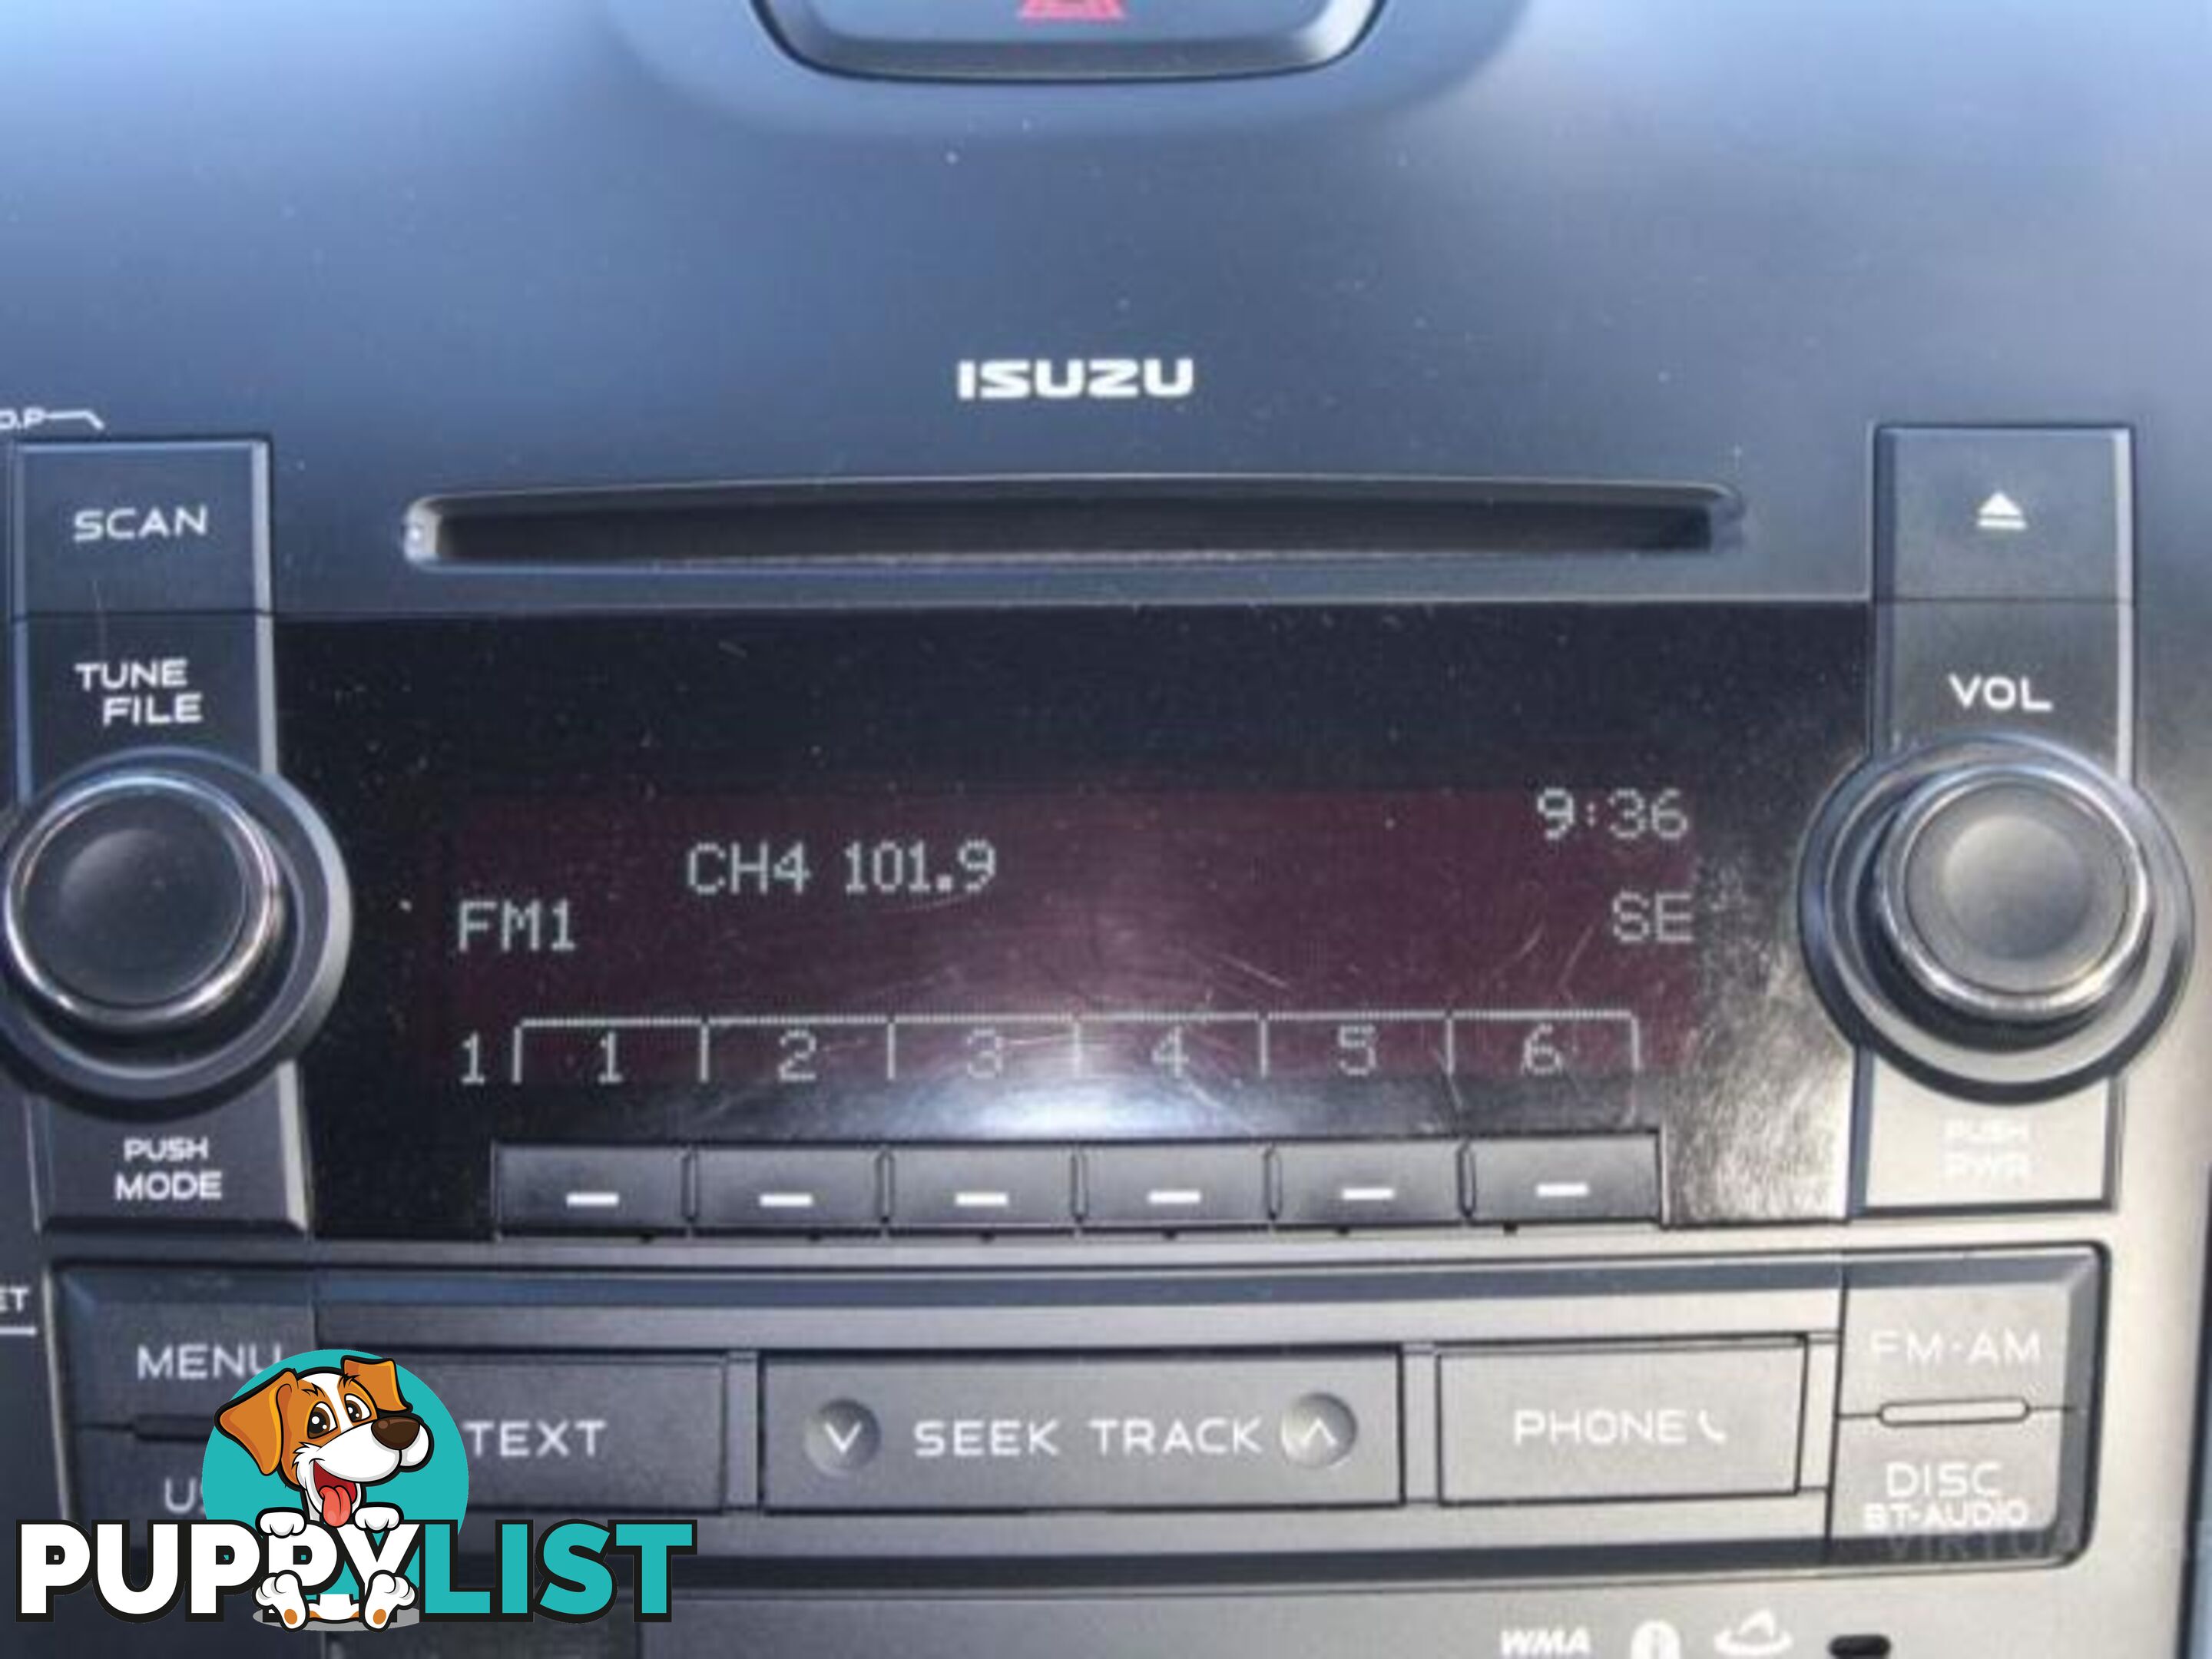 ISUZU
SCAN
TUNE
FILE
VOL
9:36
CH4 101.9
FM1
SE
1 1 2 3 4 5 6
PUSH
MODE
PUSH
PWR
MENU
FM·AM
TEXT
SEEK TRACK
PHONE
DISC
BT-AUDIO
PUPPYLIST
WMA